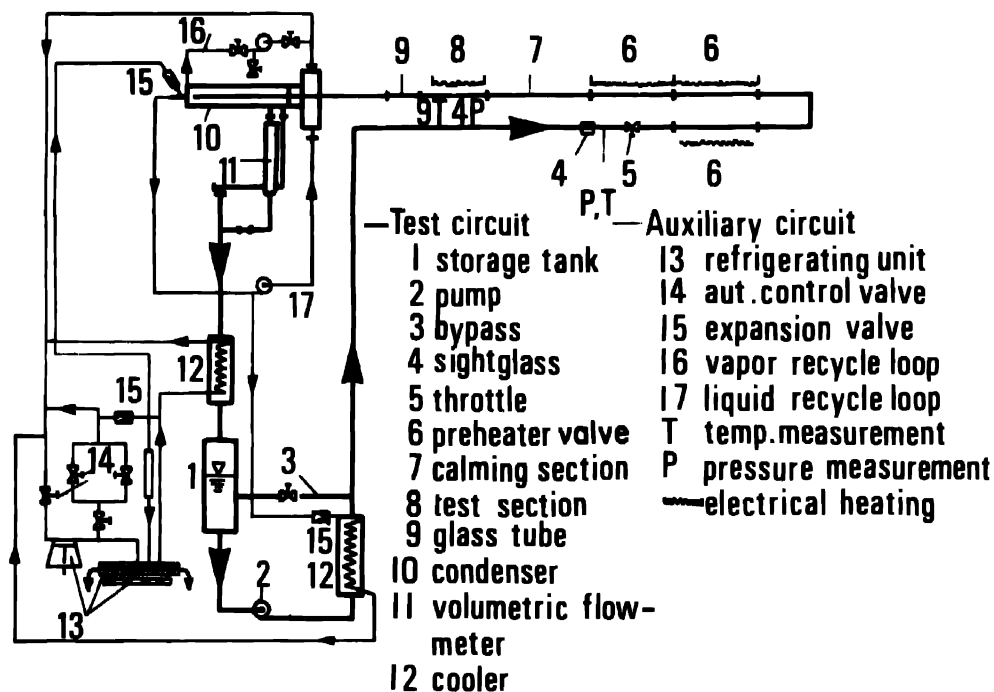 16
9
8
7
6
6
15
9T 4P
10
11
4
5
6
P,T
17
12
15
14
1
3
15
12
2
13
—Test circuit
1 storage tank
2 pump
3 bypass
4 sightglass
5 throttle
6 preheater valve
7 calming section
8 test section
9 glass tube
10 condenser
11 volumetric flow-
meter
12 cooler
—Auxiliary circuit
13 refrigerating unit
14 aut.control valve
15 expansion valve
16 vapor recycle loop
17 liquid recycle loop
T temp.measurement
P pressure measurement
electrical heating